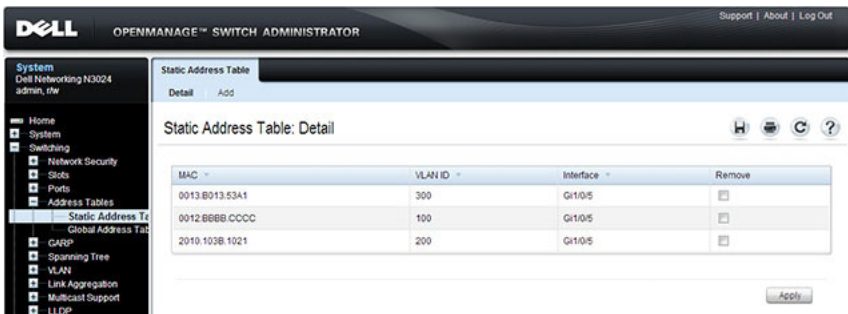 Support | About | Log Out
DELL OPENMANAGE™ SWITCH ADMINISTRATOR
System
Dell Networking N3024
admin, r/w
Home
System
Switching
Network Security
Slots
Ports
Address Tables
Static Address Ta
Global Address Tab
GARP
Spanning Tree
VLAN
Link Aggregation
Multicast Support
LLDP
Static Address Table
Detail Add
Static Address Table: Detail
MAC VLAN ID Interface Remove
0013.B013.53A1 300 Gi1/0/5
0012.BBBB.CCCC 100 Gi1/0/5
2010.103B.1021 200 Gi1/0/5
Apply